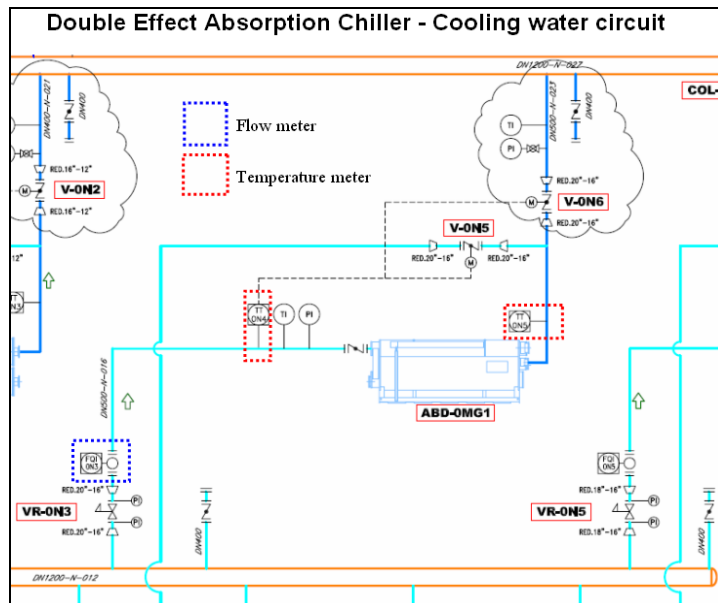 Double Effect Absorption Chiller - Cooling water circuit
DN1200-N-027
COL-
DN400-N-021
DN400
Flow meter
DN500-N-023
DN400
TI
PI
RED.16"-12"
Temperature meter
RED.20"-16"
M
V-0N2
M
V-0N6
RED.16"-12"
RED.20"-16"
V-0N5
12"
RED.20"-16"
RED.20"-16"
M
TT
0N3
TT
0N4
TI
PI
TT
0N5
DN500-N-016
ABD-0MG1
FQI
0N3
FQI
0N5
RED.20"-16"
PI
RED.18"-16"
PI
VR-0N3
VR-0N5
PI
PI
RED.20"-16"
RED.18"-16"
DN400
DN400
DN1200-N-012